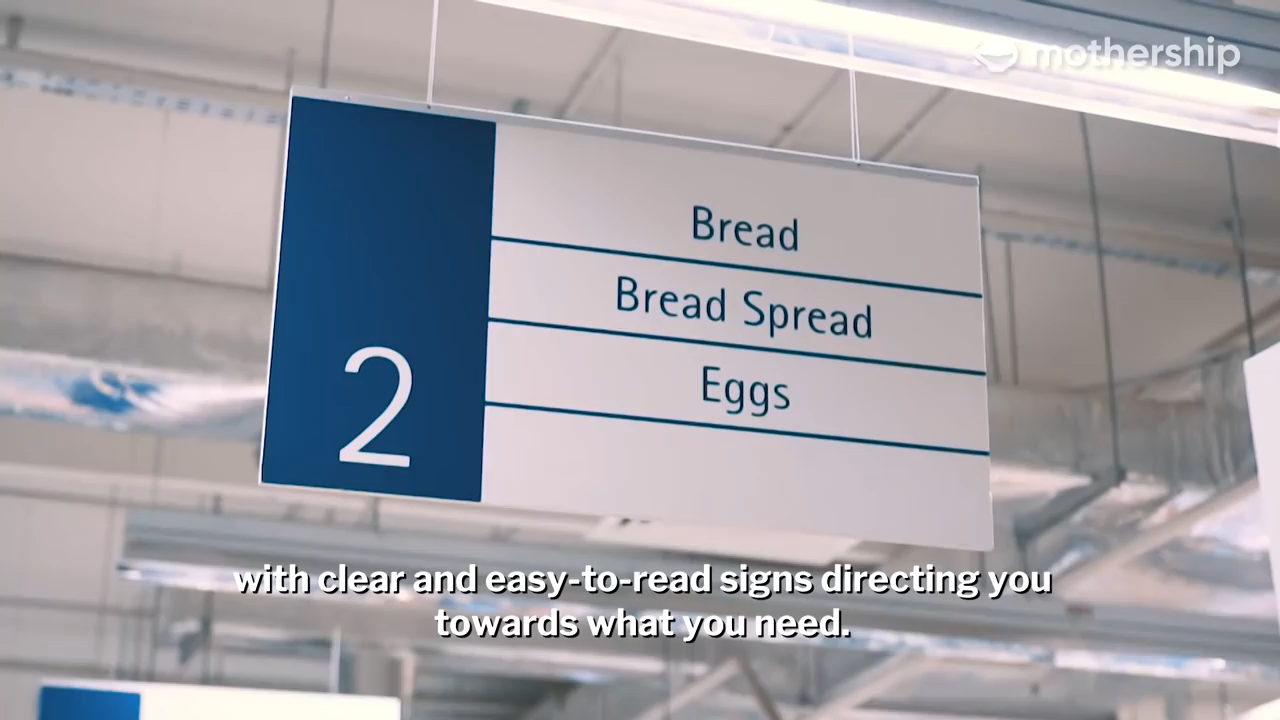 mothership
Bread
Bread Spread
Eggs
2
with clear and easy-to-read signs directing you
towards what you need.